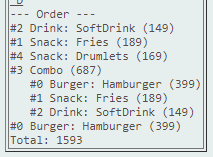 --- Order ---
#2 Drink: SoftDrink (149)
#1 Snack: Fries (189)
#4 Snack: Drumlets (169)
#3 Combo (687)
#0 Burger: Hamburger (399)
#1 Snack: Fries (189)
#2 Drink: SoftDrink (149)
#0 Burger: Hamburger (399)
Total: 1593